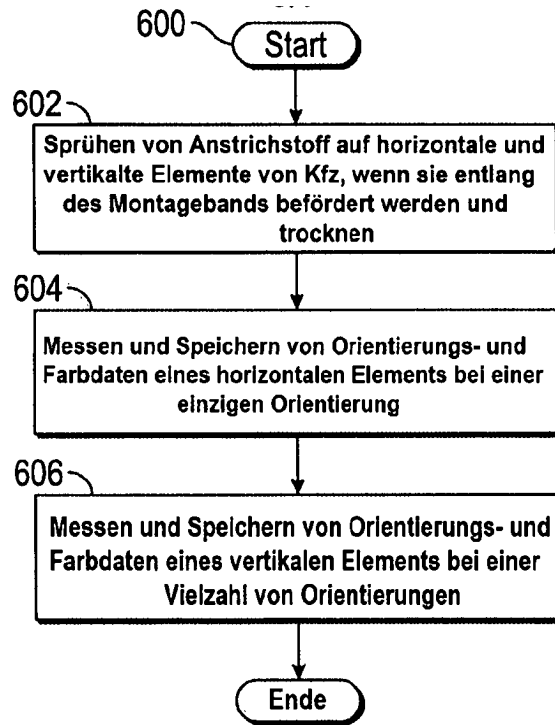 600
Start
602
Sprühen von Anstrichstoff auf horizontale und
vertikalte Elemente von Kfz, wenn sie entlang
des Montagebands befördert werden und
trocknen
604
Messen und Speichern von Orientierungs- und
Farbdaten eines horizontalen Elements bei einer
einzigen Orientierung
606
Messen und Speichern von Orientierungs- und
Farbdaten eines vertikalen Elements bei einer
Vielzahl von Orientierungen
Ende